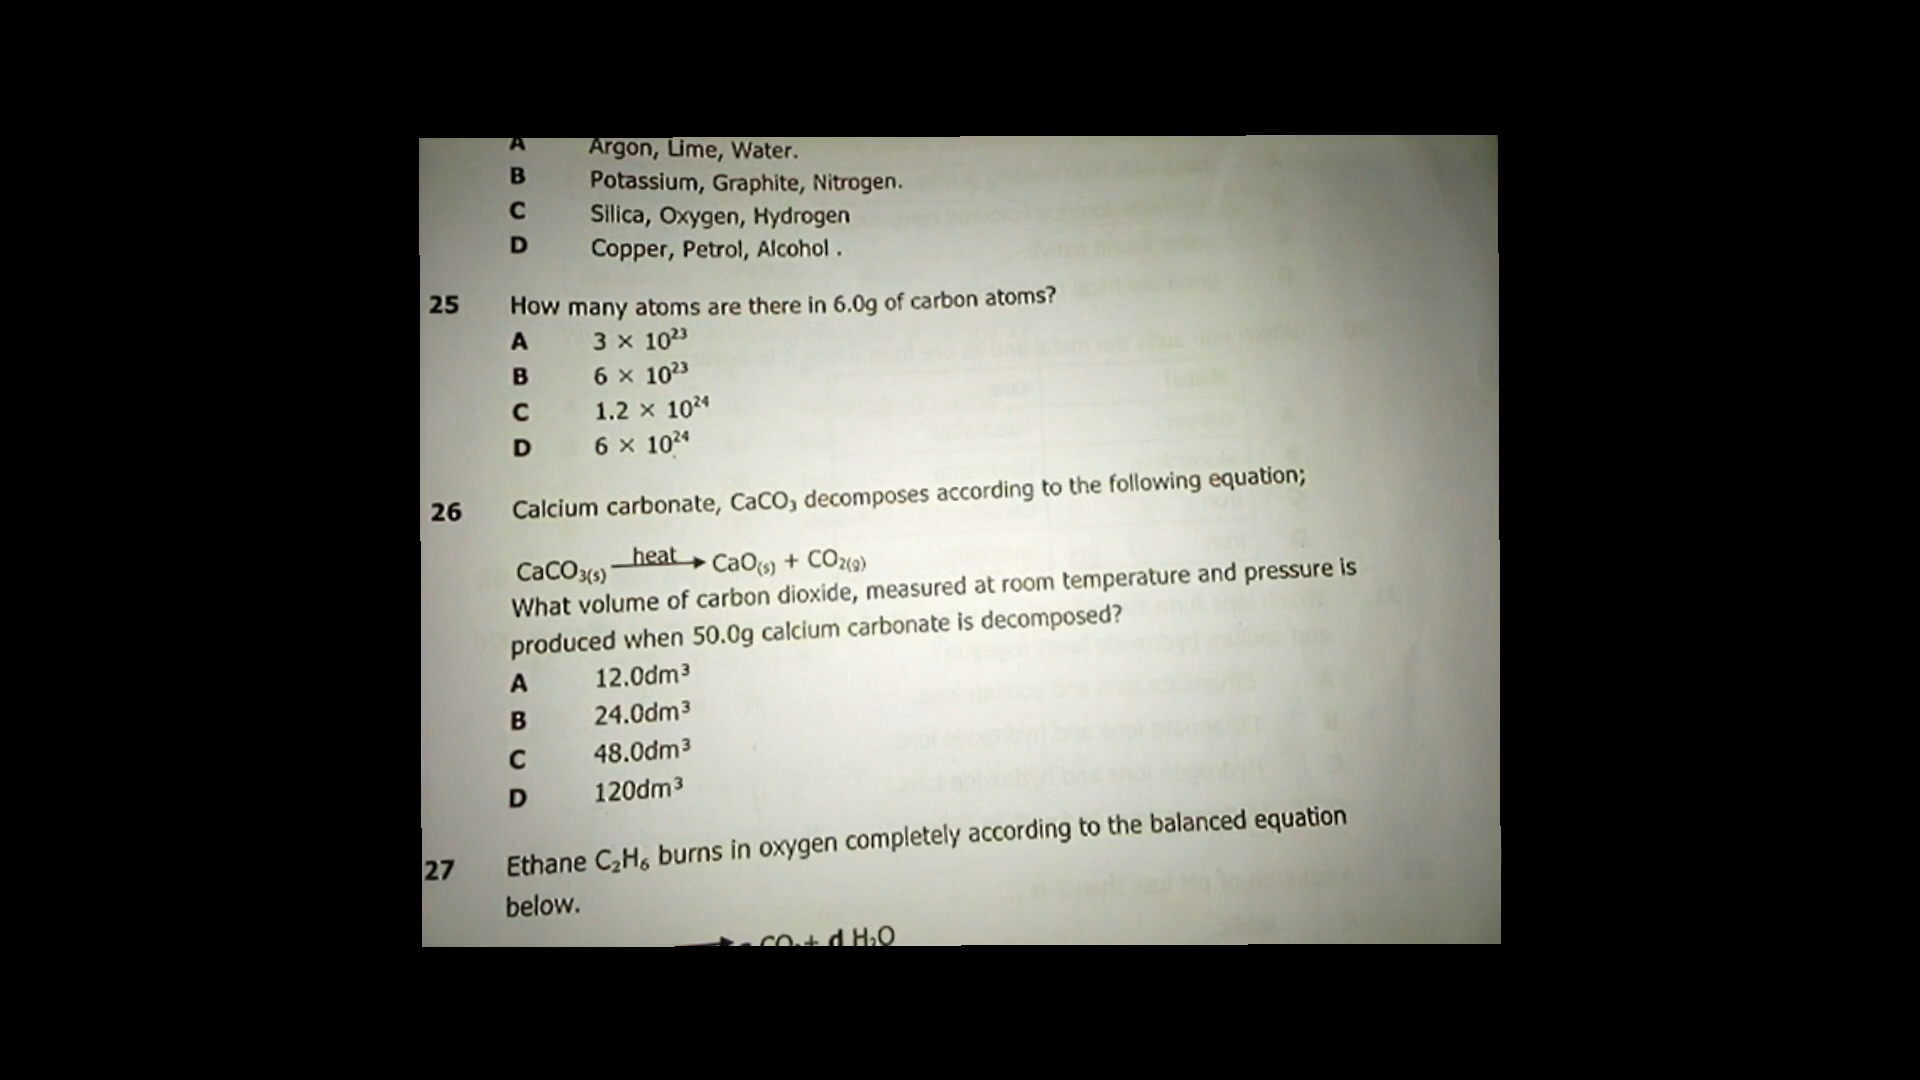 A Argon, Lime, Water.
B Potassium, Graphite, Nitrogen.
C Silica, Oxygen, Hydrogen
D Copper, Petrol, Alcohol .
25 How many atoms are there in 6.0g of carbon atoms?
A 3 × 10²³
B 6 × 10²³
C 1.2 × 10²⁴
D 6 × 10²⁴
26 Calcium carbonate, CaCO₃ decomposes according to the following equation;
heat
CaCO₃(s) → CaO(s) + CO₂(g)
What volume of carbon dioxide, measured at room temperature and pressure is
produced when 50.0g calcium carbonate is decomposed?
A 12.0dm³
B 24.0dm³
C 48.0dm³
D 120dm³
27 Ethane C₂H₆ burns in oxygen completely according to the balanced equation
below.
→ c CO₂ + d H₂O